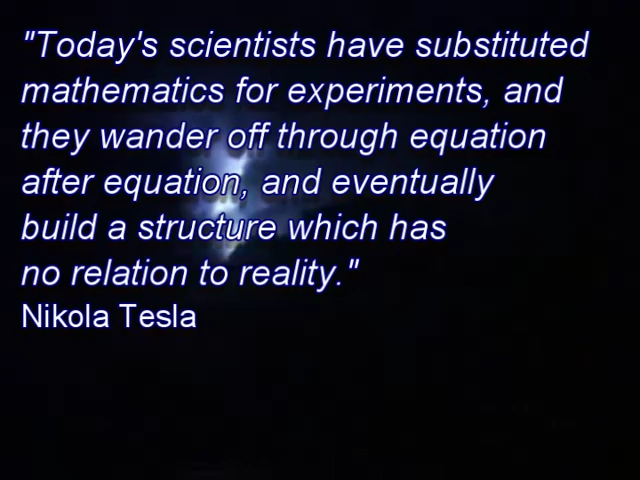 "Today's scientists have substituted
mathematics for experiments, and
they wander off through equation
after equation, and eventually
build a structure which has
no relation to reality."
Nikola Tesla